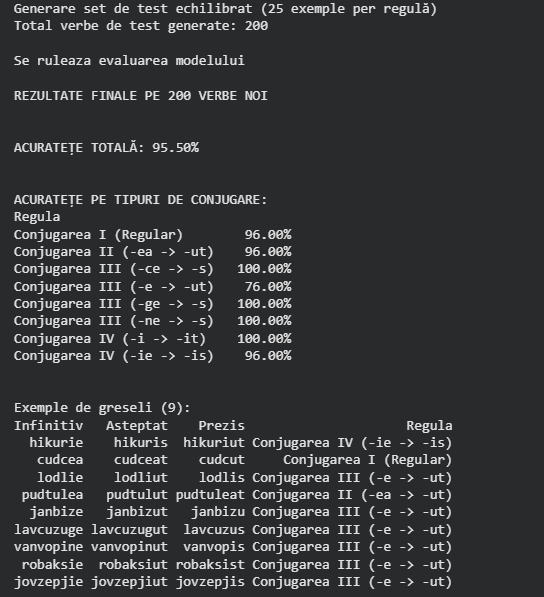 Generare set de test echilibrat (25 exemple per regulă)
Total verbe de test generate: 200
Se ruleaza evaluarea modelului
REZULTATE FINALE PE 200 VERBE NOI
ACURATEȚE TOTALĂ: 95.50%
ACURATEȚE PE TIPURI DE CONJUGARE:
Regula
Conjugarea I (Regular) 96.00%
Conjugarea II (-ea -> -ut) 96.00%
Conjugarea III (-ce -> -s) 100.00%
Conjugarea III (-e -> -ut) 76.00%
Conjugarea III (-ge -> -s) 100.00%
Conjugarea III (-ne -> -s) 100.00%
Conjugarea IV (-i -> -it) 100.00%
Conjugarea IV (-ie -> -is) 96.00%
Exemple de greseli (9):
Infinitiv Asteptat Prezis Regula
hikurie hikuris hikuriut Conjugarea IV (-ie -> -is)
cudcea cudceat cudcut Conjugarea I (Regular)
lodlie lodliut lodlis Conjugarea III (-e -> -ut)
pudtulea pudtulut pudtuleat Conjugarea II (-ea -> -ut)
janbize janbizut janbizu Conjugarea III (-e -> -ut)
lavcuzuge lavcuzugut lavcuzus Conjugarea III (-e -> -ut)
vanvopine vanvopinut vanvopis Conjugarea III (-e -> -ut)
robaksie robaksiut robaksist Conjugarea III (-e -> -ut)
jovzepjie jovzepjiut jovzepjis Conjugarea III (-e -> -ut)